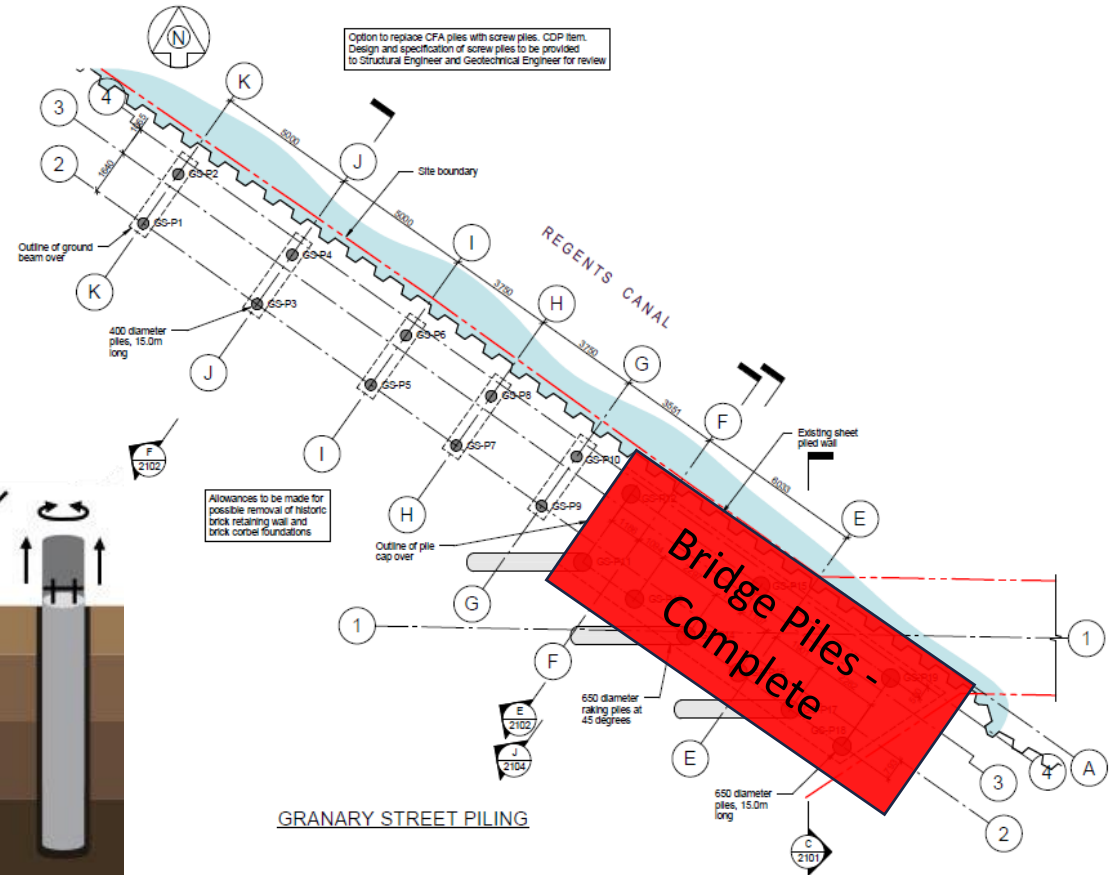 N
Option to replace CFA piles with screw piles. CDP Item.
Design and specification of screw piles to be provided
to Structural Engineer and Geotechnical Engineer for review
K
4
3
2
1640
5000
J
Site boundary
GS-P2
GS-P1
5000
I
REGENTS CANAL
Outline of ground
beam over
K
GS-P4
GS-P3
3750
H
400 diameter
piles, 15.0m
long
J
GS-P6
GS-P5
3750
G
GS-P8
GS-P7
3551
F
Existing sheet
piled wall
F
2102
I
GS-P10
GS-P9
6033
E
Allowances to be made for
possible removal of historic
brick retaining wall and
brick corbel foundations
H
Outline of pile
cap over
G
Bridge Piles -
Complete
1
1
F
650 diameter
raking piles at
45 degrees
E
2102
J
2104
E
GS-P17
GS-P18
3
4
A
650 diameter
piles, 15.0m
long
2
GRANARY STREET PILING
C
2101